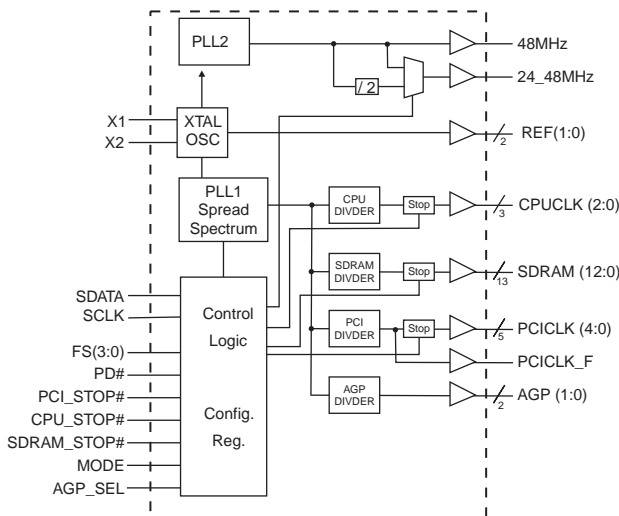 PLL2
48MHz
/ 2
24_48MHz
X1
X2
XTAL
OSC
2
REF(1:0)
PLL1
Spread
Spectrum
CPU
DIVDER
Stop
3
CPUCLK (2:0)
SDRAM
DIVDER
Stop
13
SDRAM (12:0)
SDATA
SCLK
FS(3:0)
PD#
PCI_STOP#
CPU_STOP#
SDRAM_STOP#
MODE
AGP_SEL
Control
Logic
Config.
Reg.
PCI
DIVDER
Stop
5
PCICLK (4:0)
PCICLK_F
AGP
DIVDER
2
AGP (1:0)